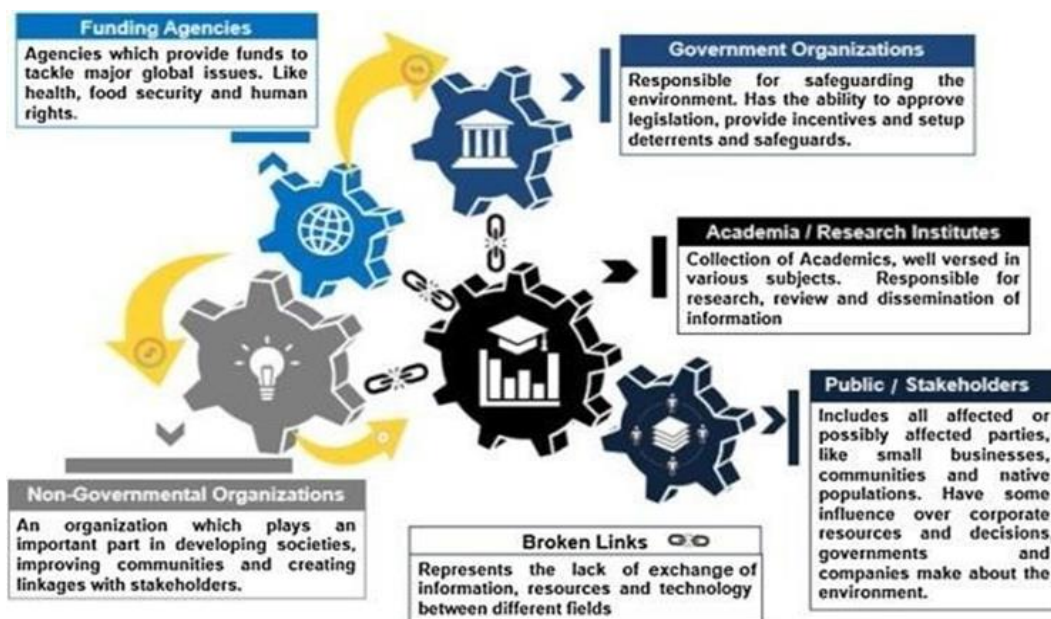 Funding Agencies
Agencies which provide funds to
tackle major global issues. Like
health, food security and human
rights.
Government Organizations
Responsible for safeguarding the
environment. Has the ability to approve
legislation, provide incentives and setup
deterrents and safeguards.
Academia / Research Institutes
Collection of Academics, well versed in
various subjects. Responsible for
research, review and dissemination of
information
Public / Stakeholders
Includes all affected or
possibly affected parties,
like small businesses,
communities and native
populations. Have some
influence over corporate
resources and decisions
governments and
companies make about the
environment.
Non-Governmental Organizations
An organization which plays an
important part in developing societies,
improving communities and creating
linkages with stakeholders.
Broken Links
Represents the lack of exchange of
information, resources and technology
between different fields